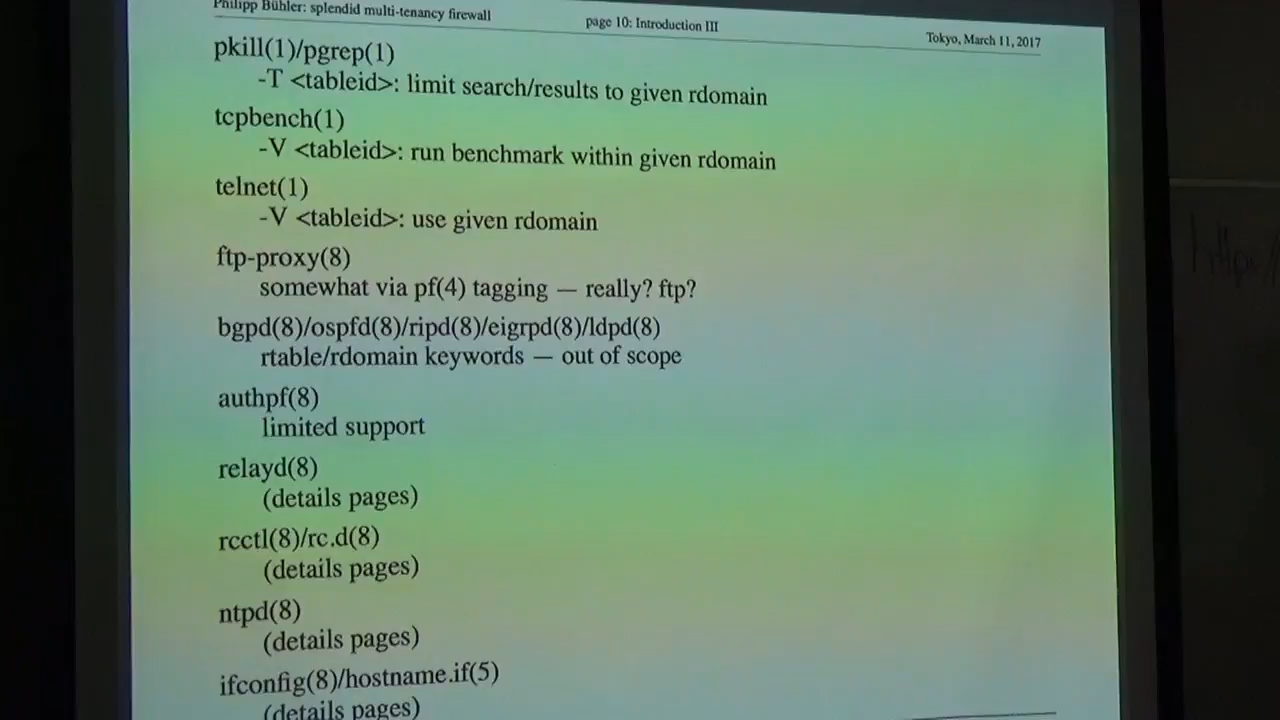 Philipp Bühler: splendid multi-tenancy firewall
page 10: Introduction III
Tokyo, March 11, 2017
pkill(1)/pgrep(1)
-T <tableid>: limit search/results to given rdomain
tcpbench(1)
-V <tableid>: run benchmark within given rdomain
telnet(1)
-V <tableid>: use given rdomain
ftp-proxy(8)
somewhat via pf(4) tagging — really? ftp?
bgpd(8)/ospfd(8)/ripd(8)/eigrpd(8)/ldpd(8)
rtable/rdomain keywords — out of scope
authpf(8)
limited support
relayd(8)
(details pages)
rcctl(8)/rc.d(8)
(details pages)
ntpd(8)
(details pages)
ifconfig(8)/hostname.if(5)
(details pages)